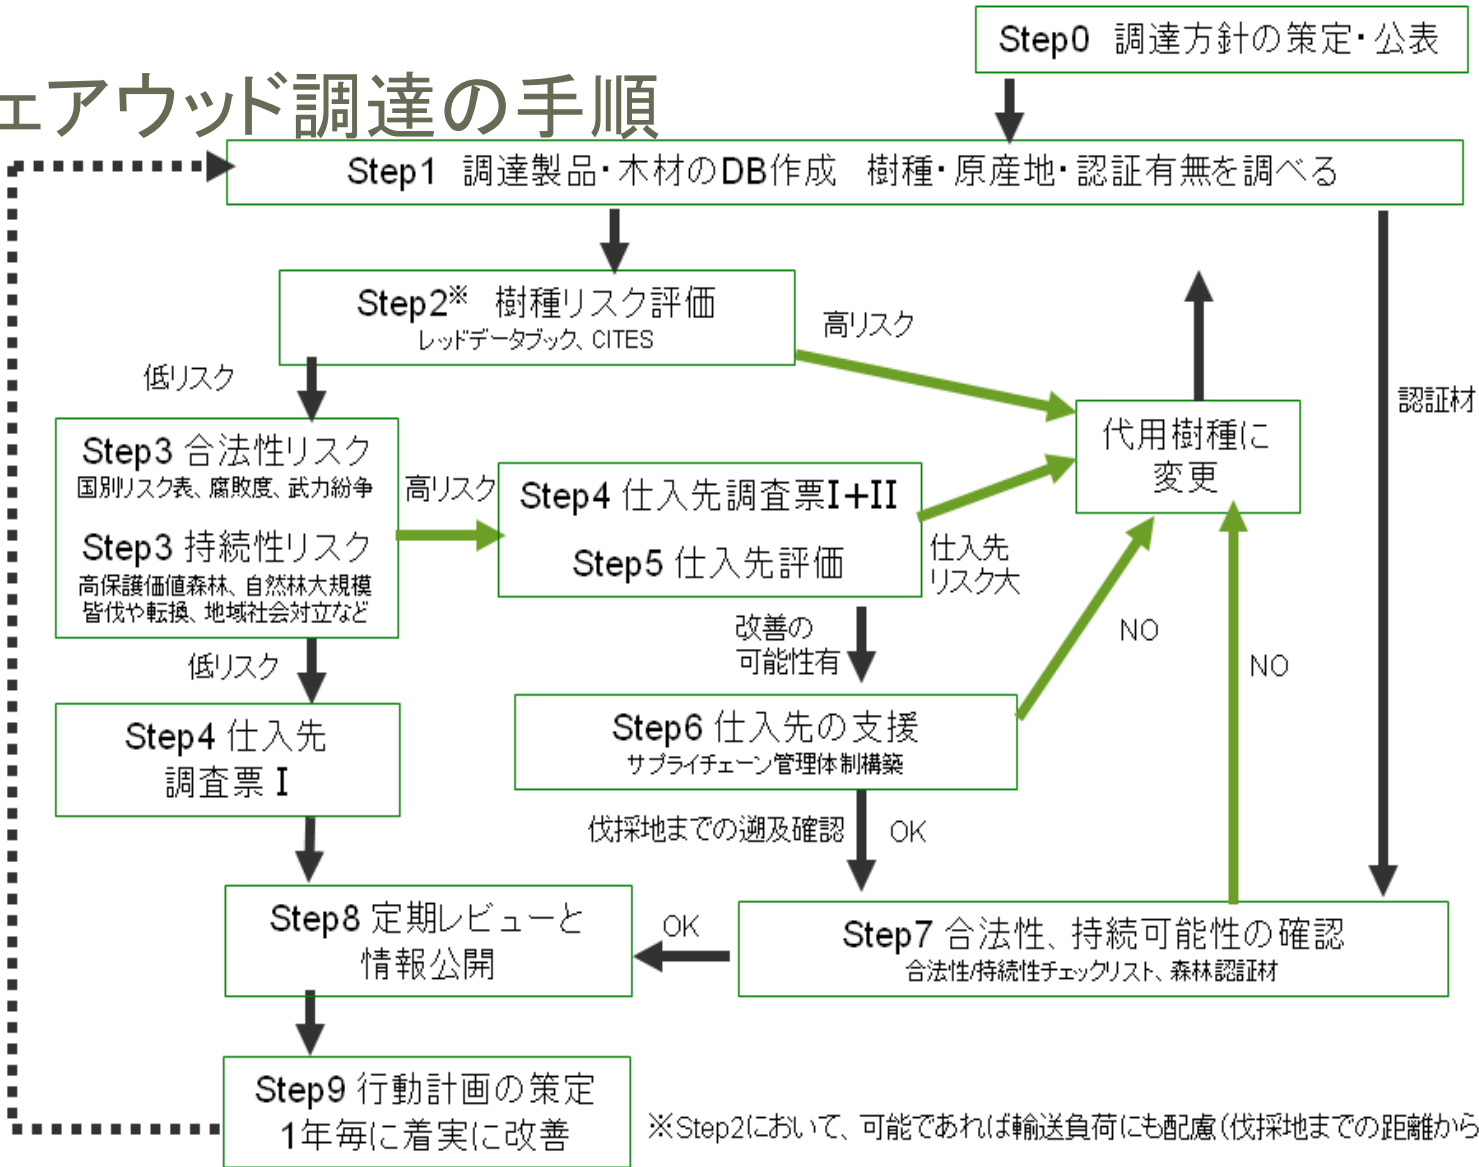 Step0 調達方針の策定・公表
ェアウッド調達の手順
Step1 調達製品・木材のDB作成 樹種・原産地・認証有無を調べる
Step2※ 樹種リスク評価
レッドデータブック、CITES
高リスク
低リスク
認証材
代用樹種に
変更
Step3 合法性リスク
国別リスク表、腐敗度、武力紛争
Step3 持続性リスク
高保護価値森林、自然林大規模
皆伐や転換、地域社会対立など
高リスク
Step4 仕入先調査票I+II
Step5 仕入先評価
仕入先
リスク大
改善の
可能性有
NO
NO
低リスク
Step4 仕入先
調査票 I
Step6 仕入先の支援
サプライチェーン管理体制構築
伐採地までの遡及確認
OK
Step8 定期レビューと
情報公開
OK
Step7 合法性、持続可能性の確認
合法性/持続性チェックリスト、森林認証材
Step9 行動計画の策定
1年毎に着実に改善
※Step2において、可能であれば輸送負荷にも配慮(伐採地までの距離から